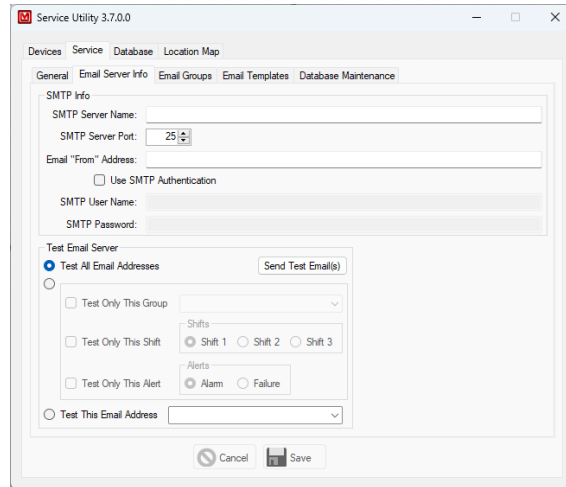 Service Utility 3.7.0.0
Devices Service Database Location Map
General Email Server Info Email Groups Email Templates Database Maintenance
SMTP Info
SMTP Server Name:
SMTP Server Port: 25
Email "From" Address:
Use SMTP Authentication
SMTP User Name:
SMTP Password:
Test Email Server
Test All Email Addresses Send Test Email(s)
Test Only This Group
Shifts
Test Only This Shift Shift 1 Shift 2 Shift 3
Alerts
Test Only This Alert Alarm Failure
Test This Email Address
Cancel Save